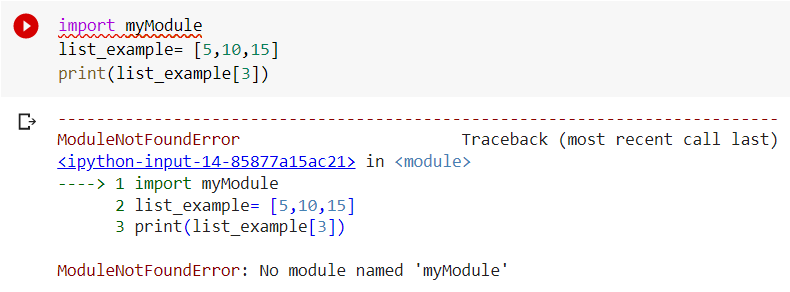 import myModule
list_example= [5,10,15]
print(list_example[3])
---------------------------------------------------------------------------
ModuleNotFoundError                       Traceback (most recent call last)
<ipython-input-14-85877a15ac21> in <module>
----> 1 import myModule
      2 list_example= [5,10,15]
      3 print(list_example[3])
ModuleNotFoundError: No module named 'myModule'